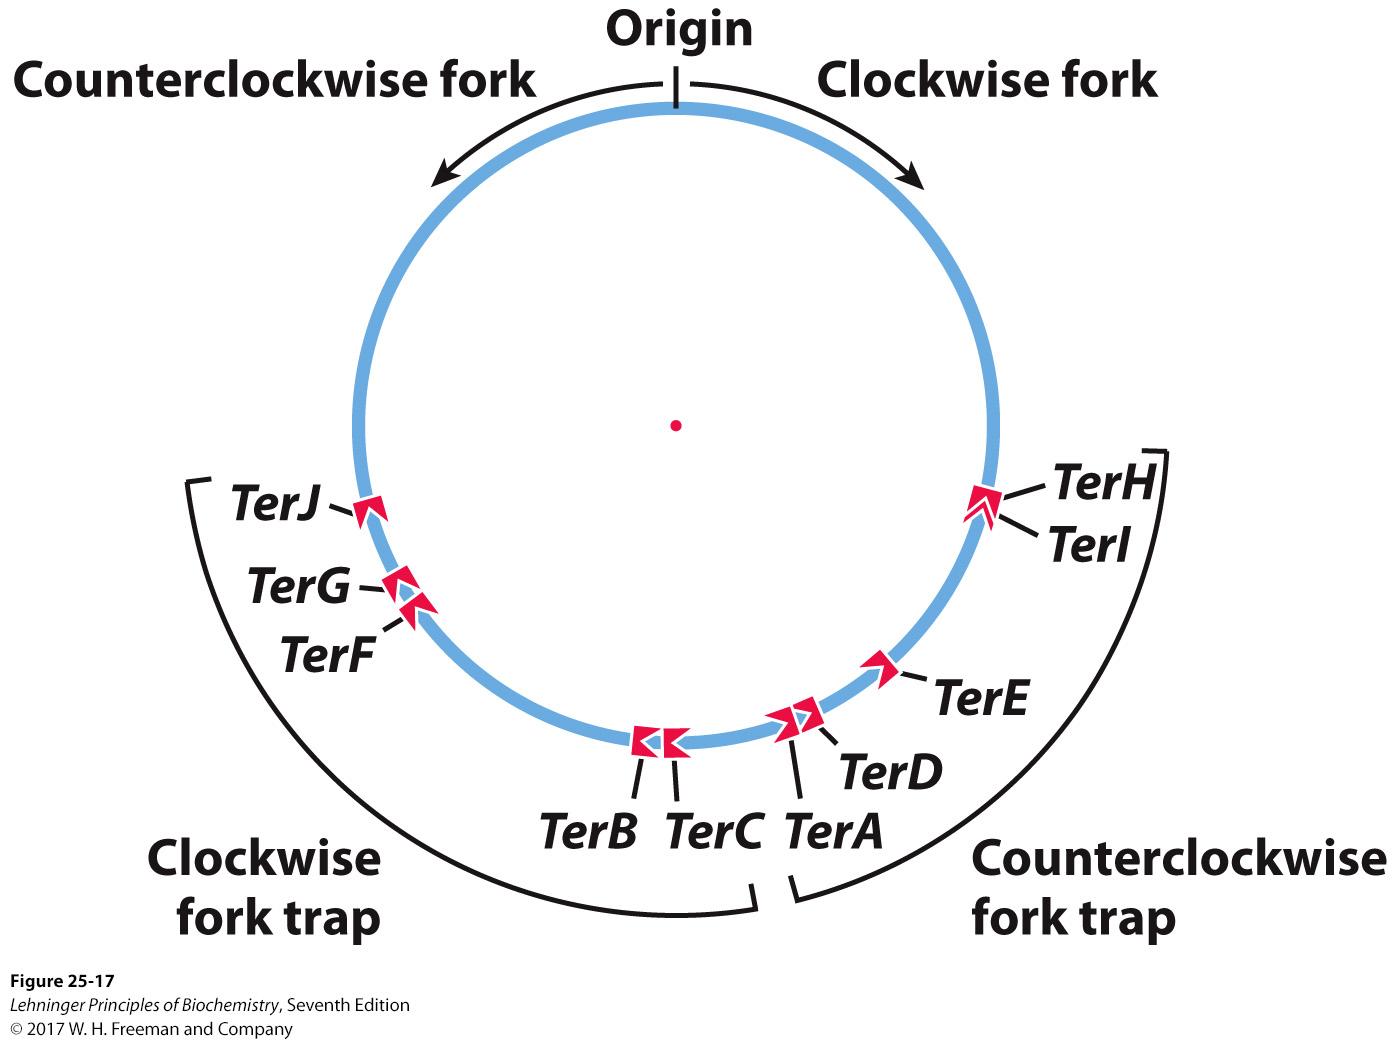 Origin
Counterclockwise fork
Clockwise fork
TerJ
TerH
TerI
TerG
TerF
TerE
TerD
TerB
TerC
TerA
Clockwise
fork trap
Counterclockwise
fork trap
Figure 25-17
Lehninger Principles of Biochemistry, Seventh Edition
© 2017 W. H. Freeman and Company